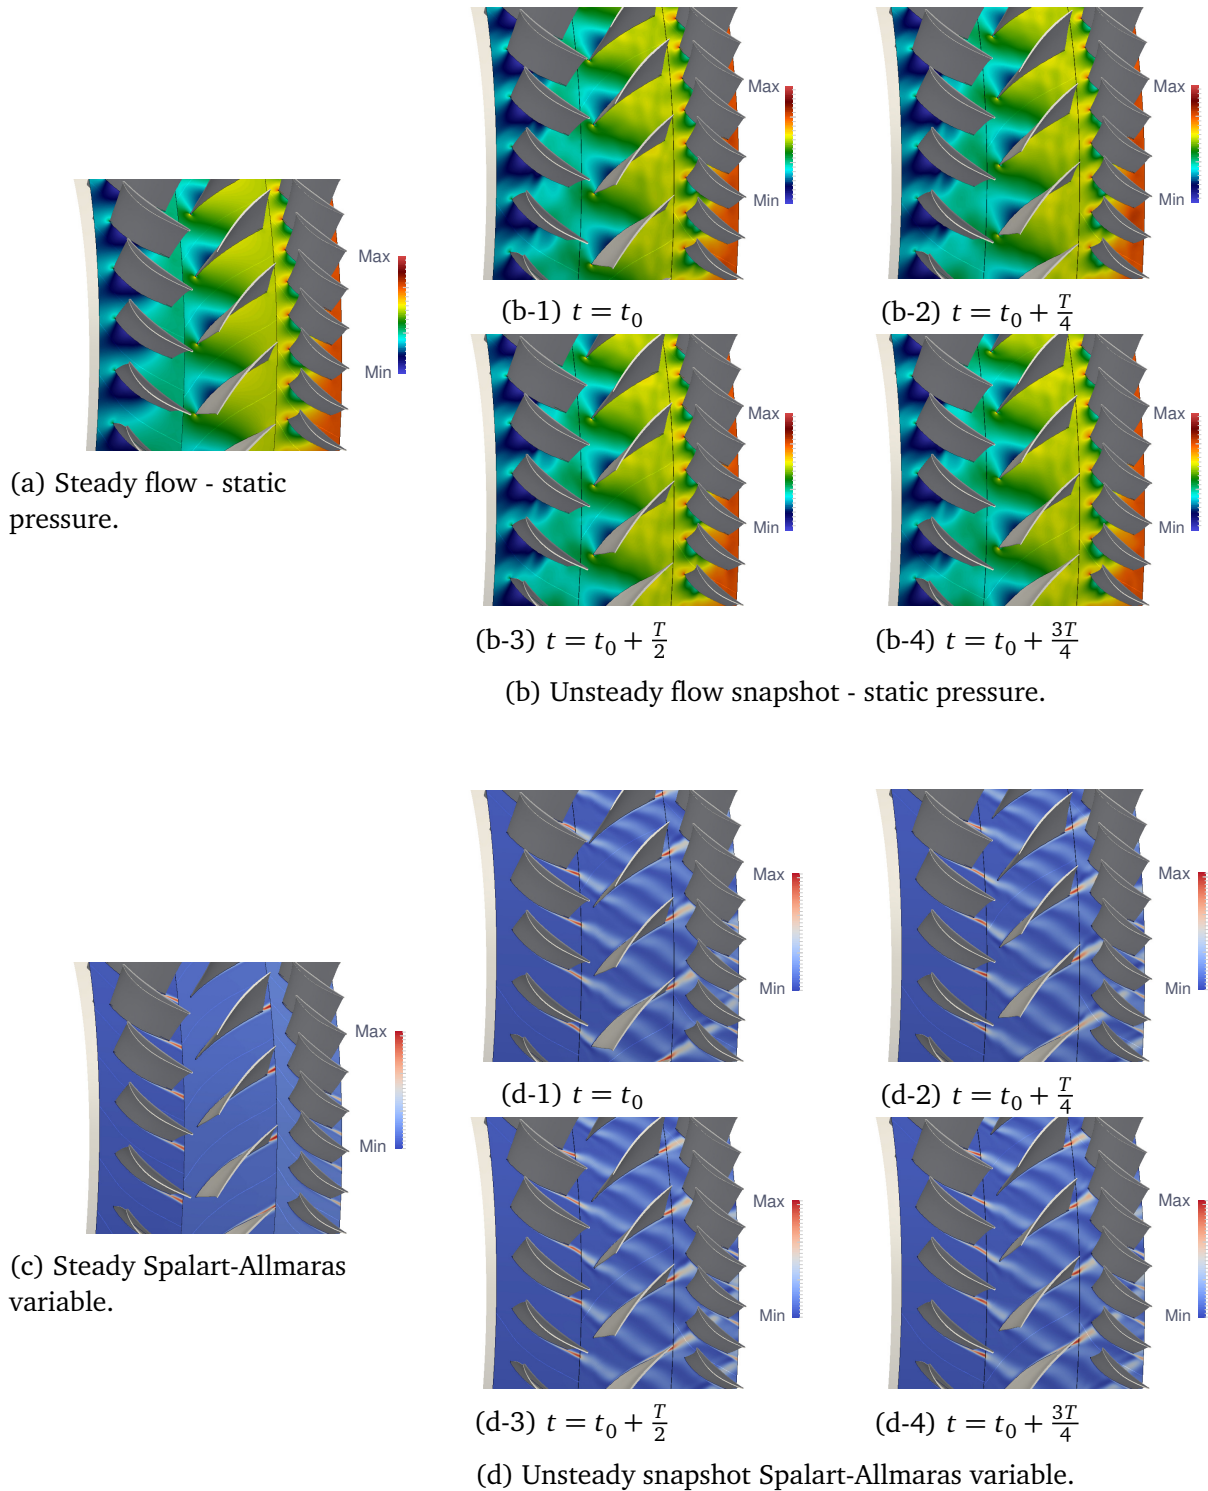 Max
Min
(a) Steady flow - static
pressure.
Max
Min
(b-1) t = t₀
Max
Min
(b-2) t = t₀ + T/4
Max
Min
(b-3) t = t₀ + T/2
Max
Min
(b-4) t = t₀ + 3T/4
(b) Unsteady flow snapshot - static pressure.
Max
Min
(c) Steady Spalart-Allmaras
variable.
Max
Min
(d-1) t = t₀
Max
Min
(d-2) t = t₀ + T/4
Max
Min
(d-3) t = t₀ + T/2
Max
Min
(d-4) t = t₀ + 3T/4
(d) Unsteady snapshot Spalart-Allmaras variable.